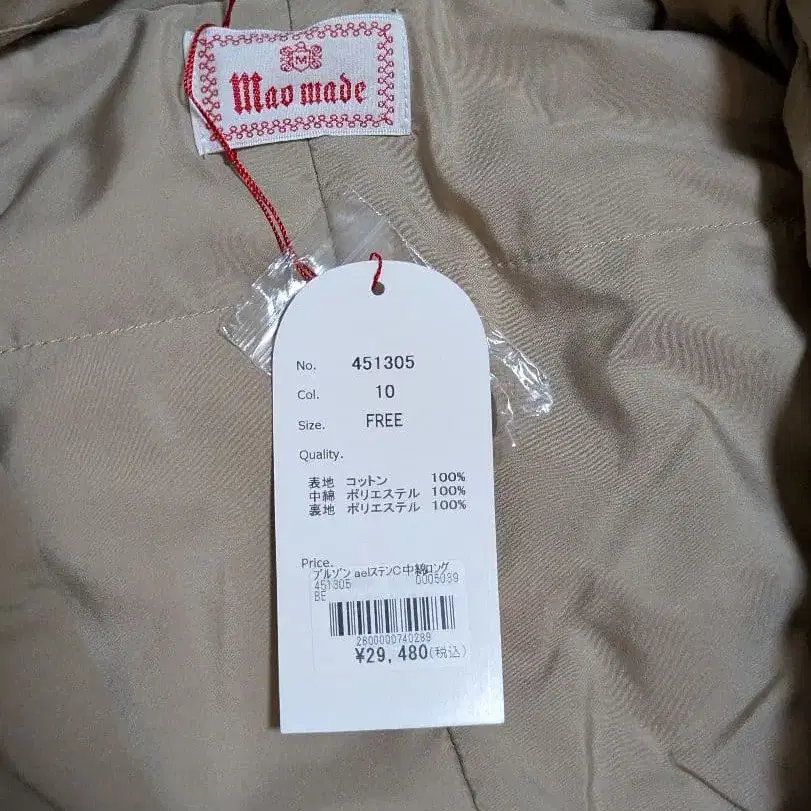 M
Mao made
No. 451305
Col. 10
Size. FREE
Quality.
表地 コットン 100%
中綿 ポリエステル 100%
裏地 ポリエステル 100%
Price.
ﾌﾞﾙｿﾞﾝ aelｽﾃﾝC中綿ﾛﾝｸﾞ
451305 0005039
BE
2800000740289
¥29,480(税込)